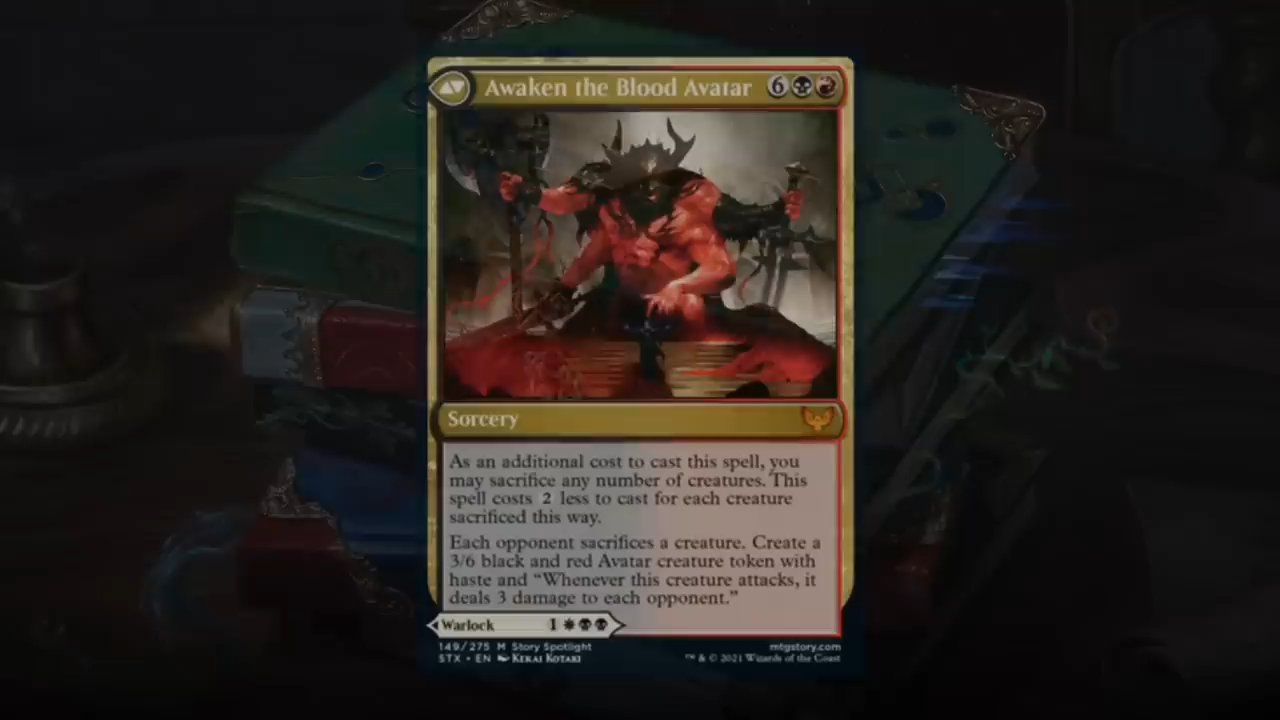 Awaken the Blood Avatar 6
Sorcery
As an additional cost to cast this spell, you
may sacrifice any number of creatures. This
spell costs 2 less to cast for each creature
sacrificed this way.
Each opponent sacrifices a creature. Create a
3/6 black and red Avatar creature token with
haste and “Whenever this creature attacks, it
deals 3 damage to each opponent.”
Warlock 1
149/275 M Story Spotlight
mtgstory.com
STX • EN Kekai Kotaki
™ & © 2021 Wizards of the Coast